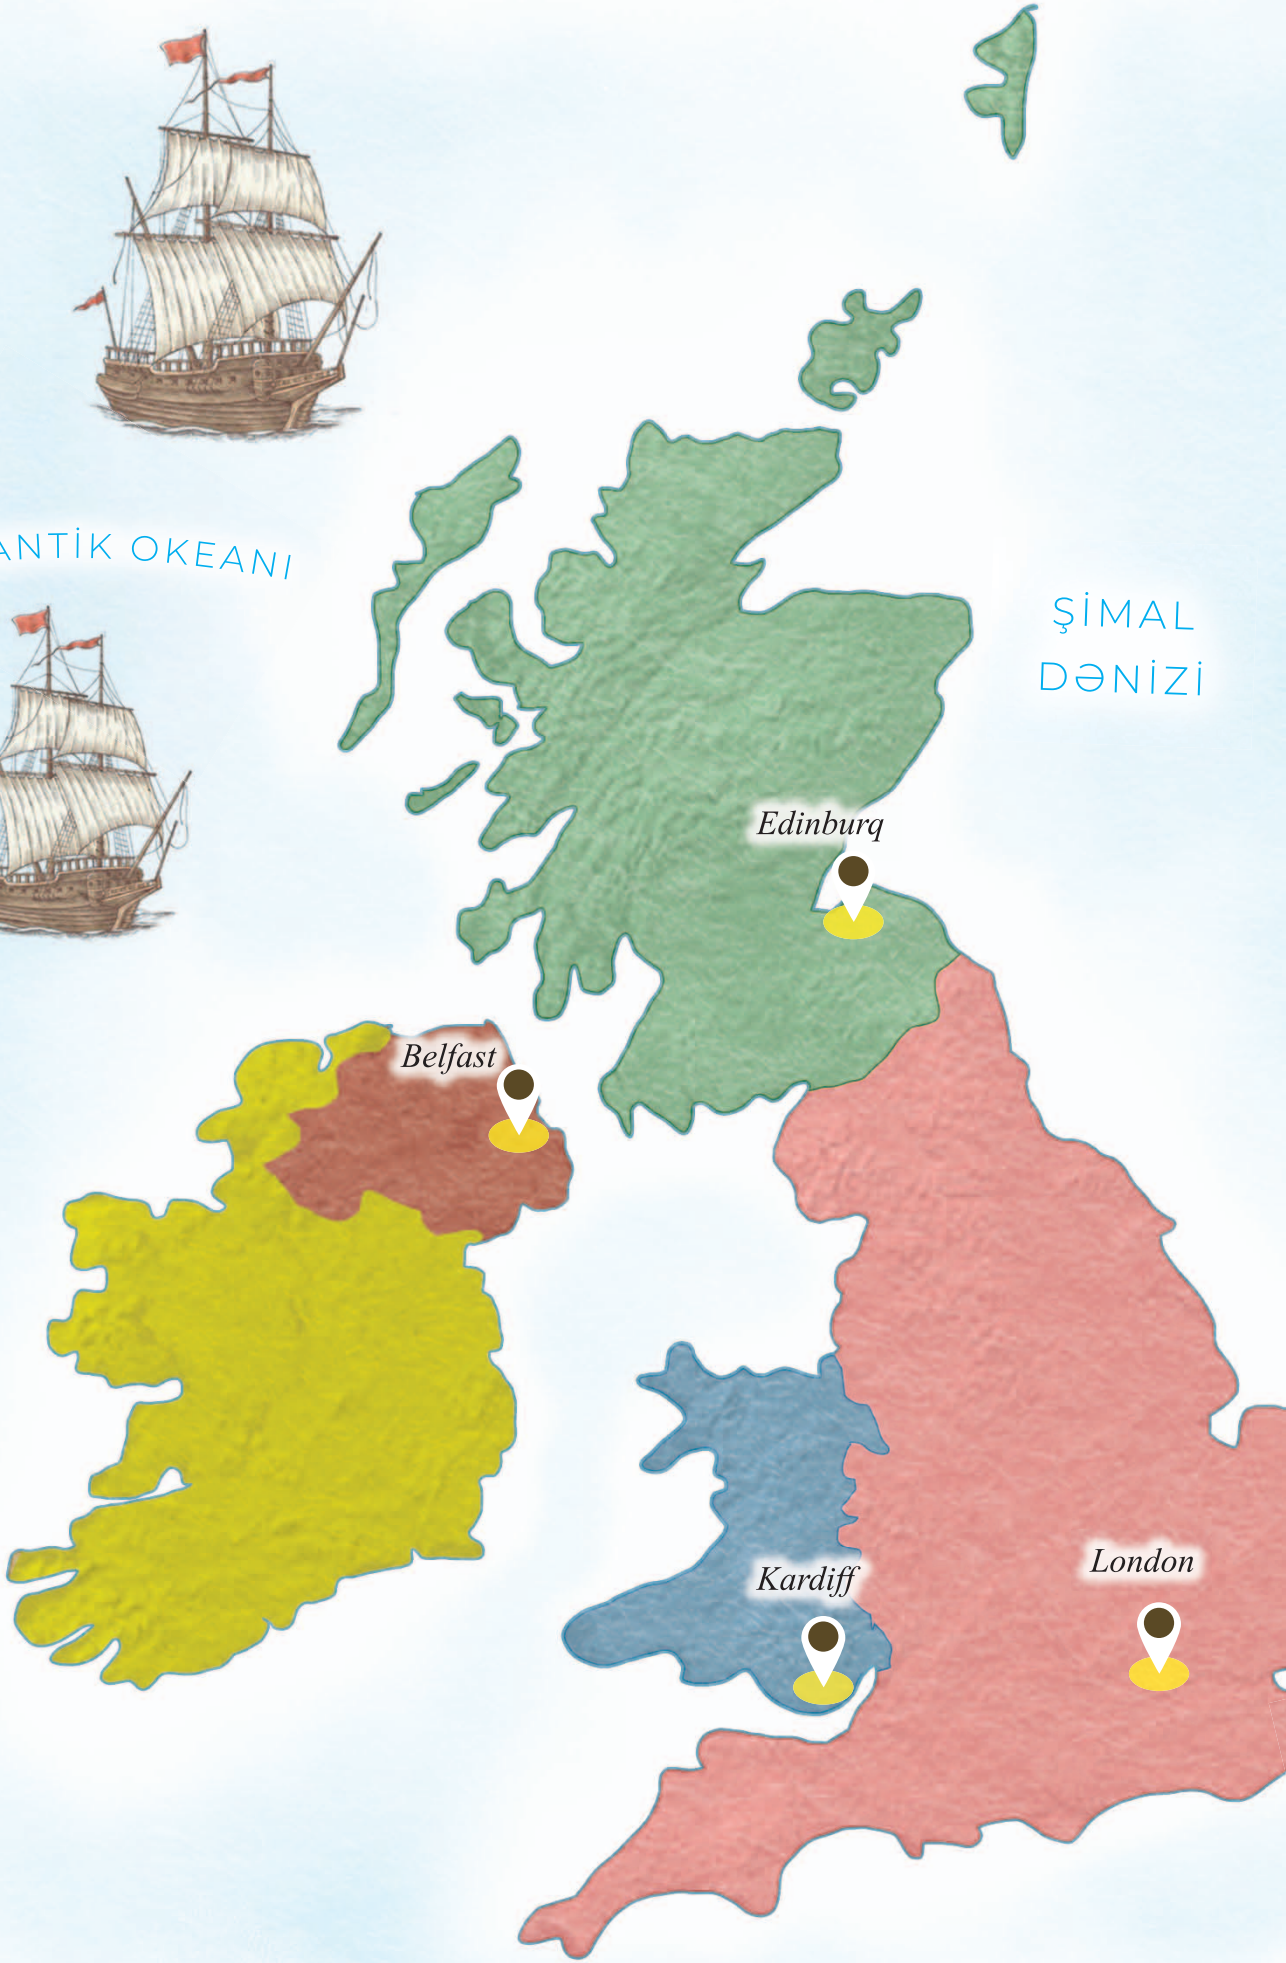 ANTİK OKEANI
ŞİMAL
DƏNİZİ
Edinburq
Belfast
Kardiff
London